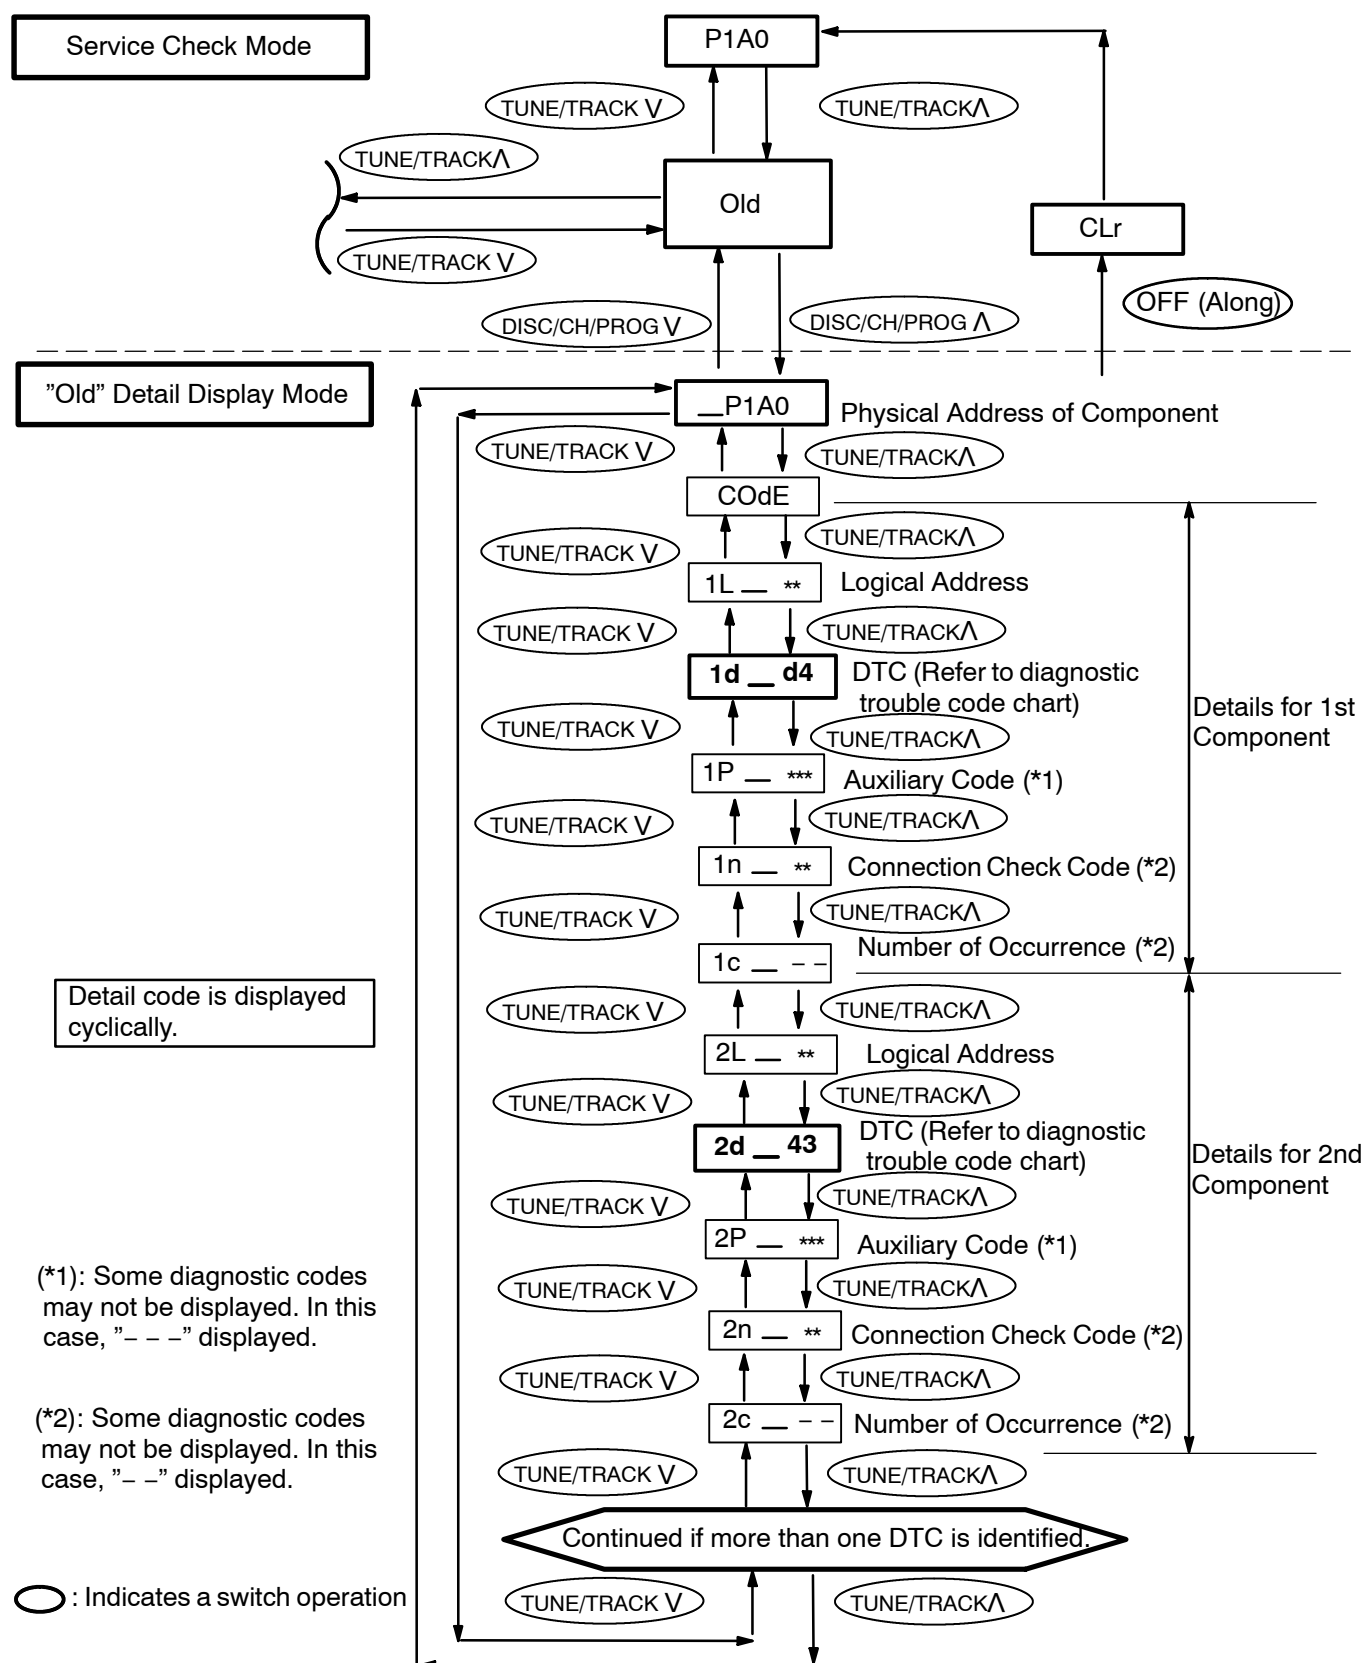 Service Check Mode
P1A0
TUNE/TRACK V
TUNE/TRACKΛ
TUNE/TRACKΛ
Old
CLr
TUNE/TRACK V
OFF (Along)
DISC/CH/PROG V
DISC/CH/PROG Λ
”Old” Detail Display Mode
_P1A0
Physical Address of Component
TUNE/TRACK V
TUNE/TRACKΛ
COdE
TUNE/TRACK V
TUNE/TRACKΛ
1L _ **
Logical Address
TUNE/TRACK V
TUNE/TRACKΛ
1d _ d4
DTC (Refer to diagnostic
trouble code chart)
Details for 1st
Component
TUNE/TRACK V
TUNE/TRACKΛ
1P _ ***
Auxiliary Code (*1)
TUNE/TRACK V
TUNE/TRACKΛ
1n _ **
Connection Check Code (*2)
TUNE/TRACK V
TUNE/TRACKΛ
1c _ – –
Number of Occurrence (*2)
Detail code is displayed
cyclically.
TUNE/TRACK V
TUNE/TRACKΛ
2L _ **
Logical Address
TUNE/TRACK V
TUNE/TRACKΛ
2d _ 43
DTC (Refer to diagnostic
trouble code chart)
Details for 2nd
Component
TUNE/TRACK V
TUNE/TRACKΛ
2P _ ***
Auxiliary Code (*1)
(*1): Some diagnostic codes
may not be displayed. In this
case, ”– – –” displayed.
TUNE/TRACK V
TUNE/TRACKΛ
2n _ **
Connection Check Code (*2)
TUNE/TRACK V
TUNE/TRACKΛ
2c _ – –
Number of Occurrence (*2)
(*2): Some diagnostic codes
may not be displayed. In this
case, ”– –” displayed.
TUNE/TRACK V
TUNE/TRACKΛ
Continued if more than one DTC is identified.
: Indicates a switch operation
TUNE/TRACK V
TUNE/TRACKΛ